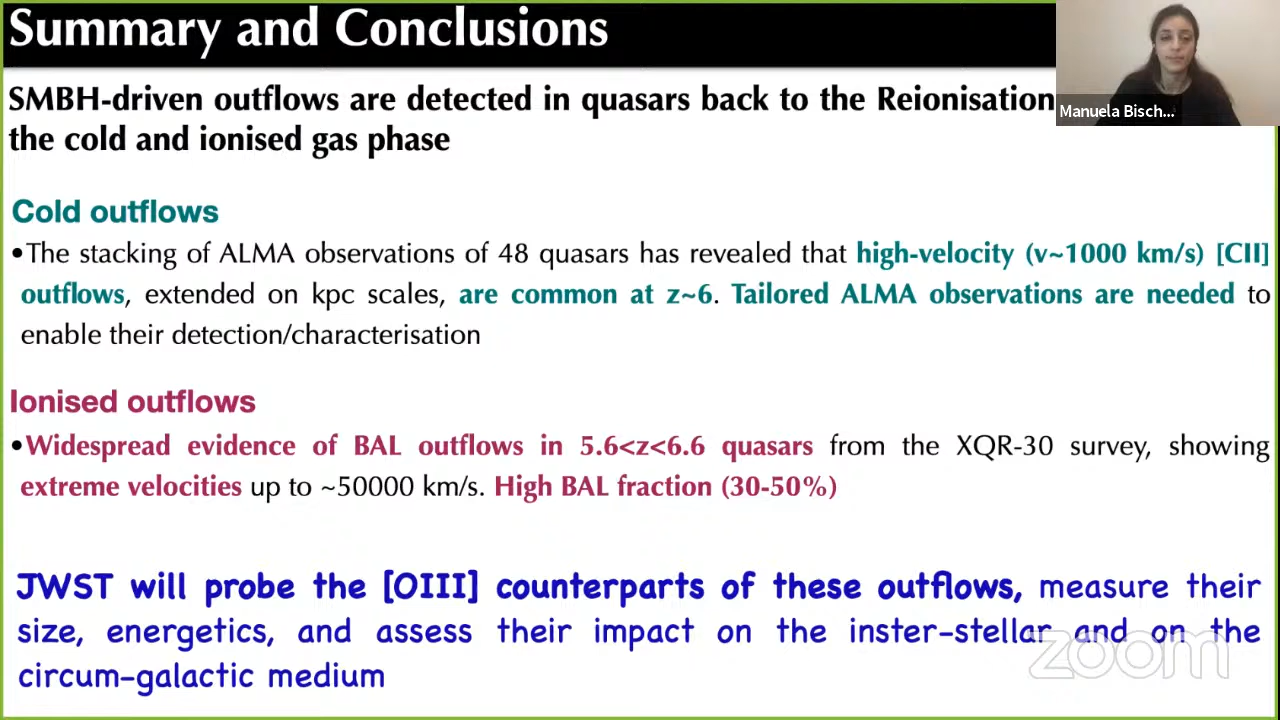 Summary and Conclusions
SMBH-driven outflows are detected in quasars back to the Reionisation
the cold and ionised gas phase
Manuela Bisch...
Cold outflows
•The stacking of ALMA observations of 48 quasars has revealed that high-velocity (v~1000 km/s) [CII]
outflows, extended on kpc scales, are common at z~6. Tailored ALMA observations are needed to
enable their detection/characterisation
Ionised outflows
•Widespread evidence of BAL outflows in 5.6<z<6.6 quasars from the XQR-30 survey, showing
extreme velocities up to ~50000 km/s. High BAL fraction (30-50%)
JWST will probe the [OIII] counterparts of these outflows, measure their
size, energetics, and assess their impact on the inster-stellar and on the
circum-galactic medium
zoom